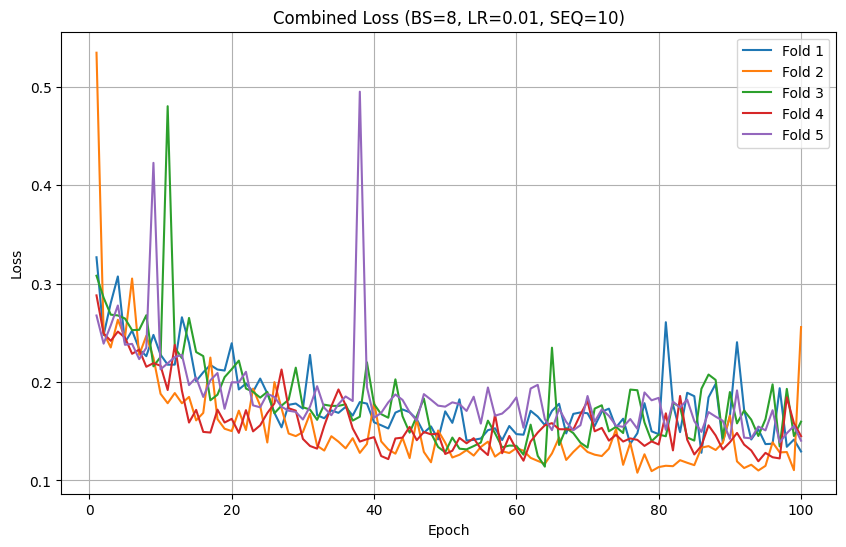 Combined Loss (BS=8, LR=0.01, SEQ=10)
Fold 1
Fold 2
Fold 3
Fold 4
Fold 5
Loss
0.5
0.4
0.3
0.2
0.1
0 20 40 60 80 100
Epoch